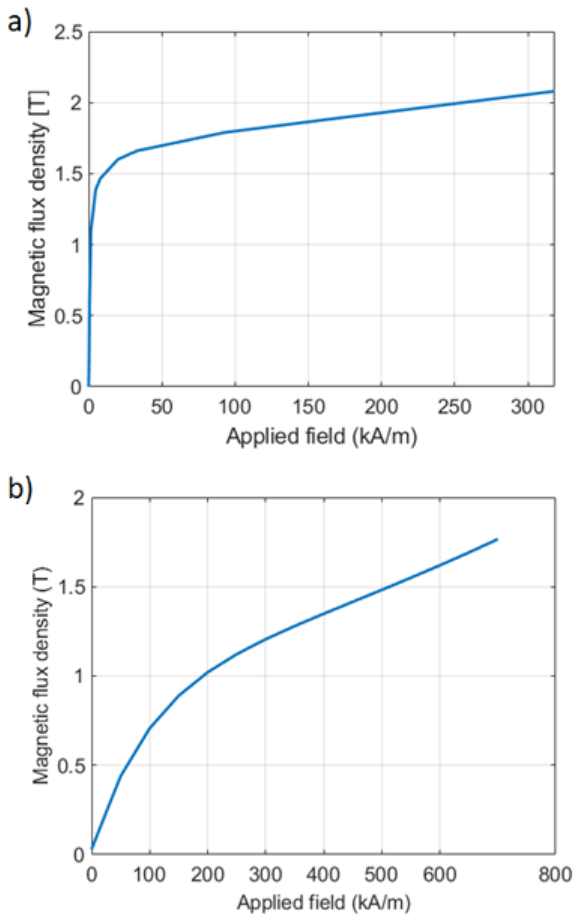 a)
Magnetic flux density [T]
2.5
2
1.5
1
0.5
0
0 50 100 150 200 250 300
Applied field (kA/m)
b)
Magnetic flux density (T)
2
1.5
1
0.5
0
0 100 200 300 400 500 600 800
Applied field (kA/m)